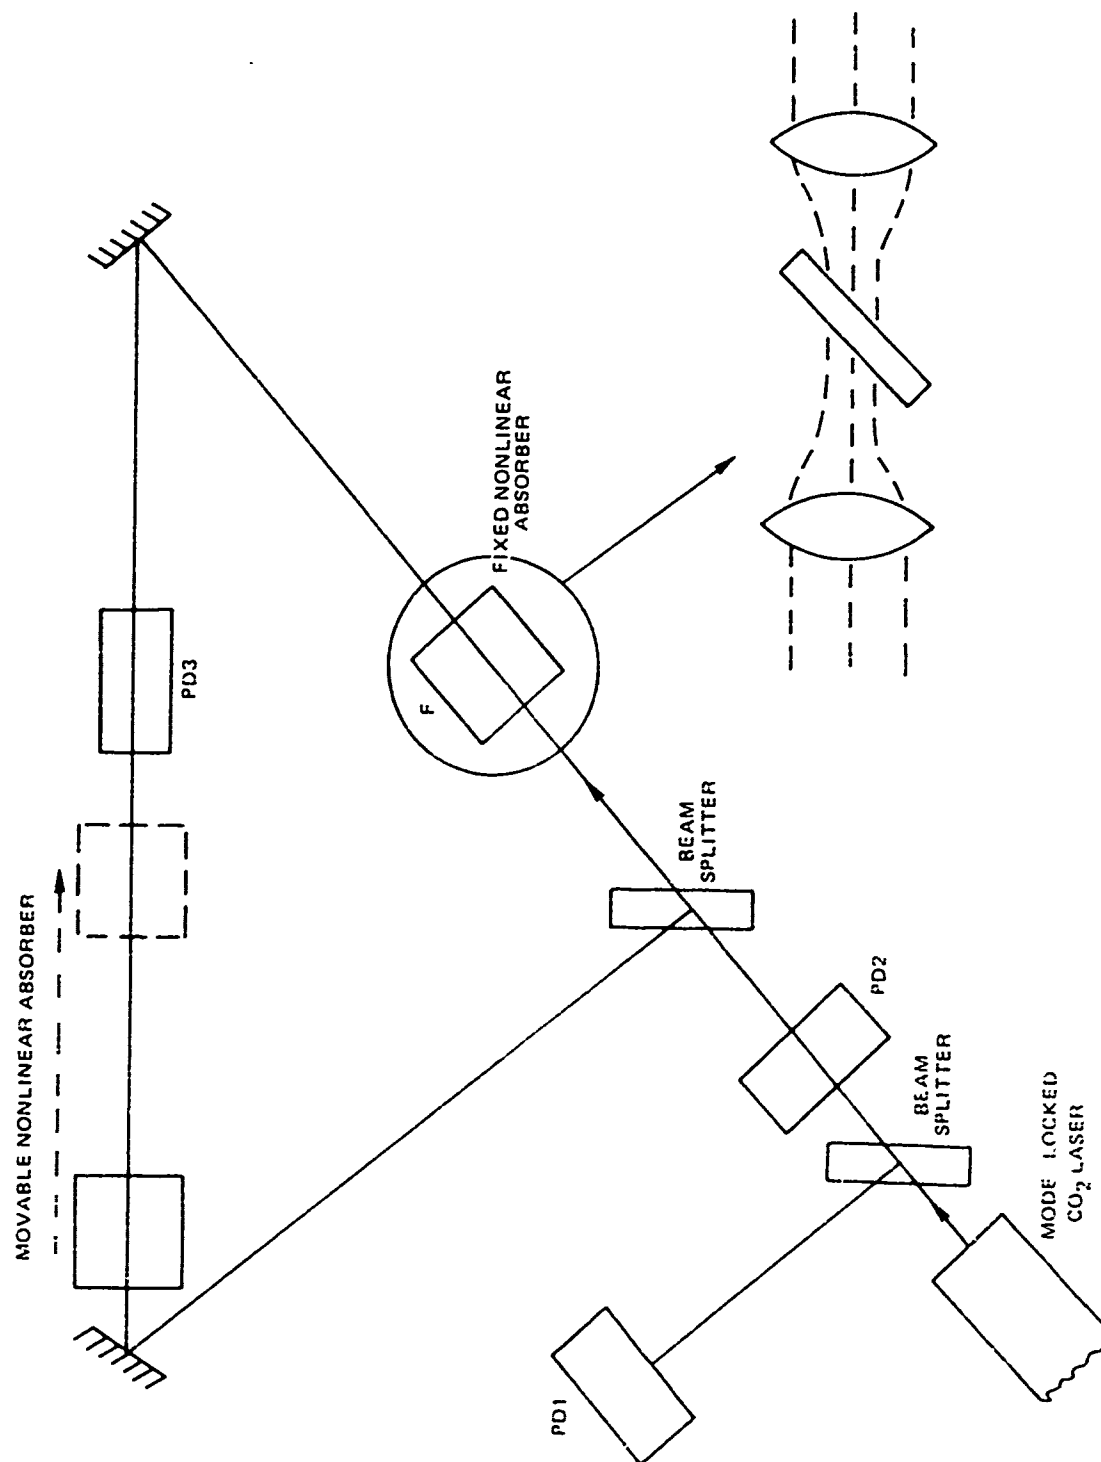 MOVABLE NONLINEAR ABSORBER
PD3
FIXED NONLINEAR
ABSORBER
F
BEAM
SPLITTER
PD2
BEAM
SPLITTER
PD1
MODE LOCKED
CO2 LASER